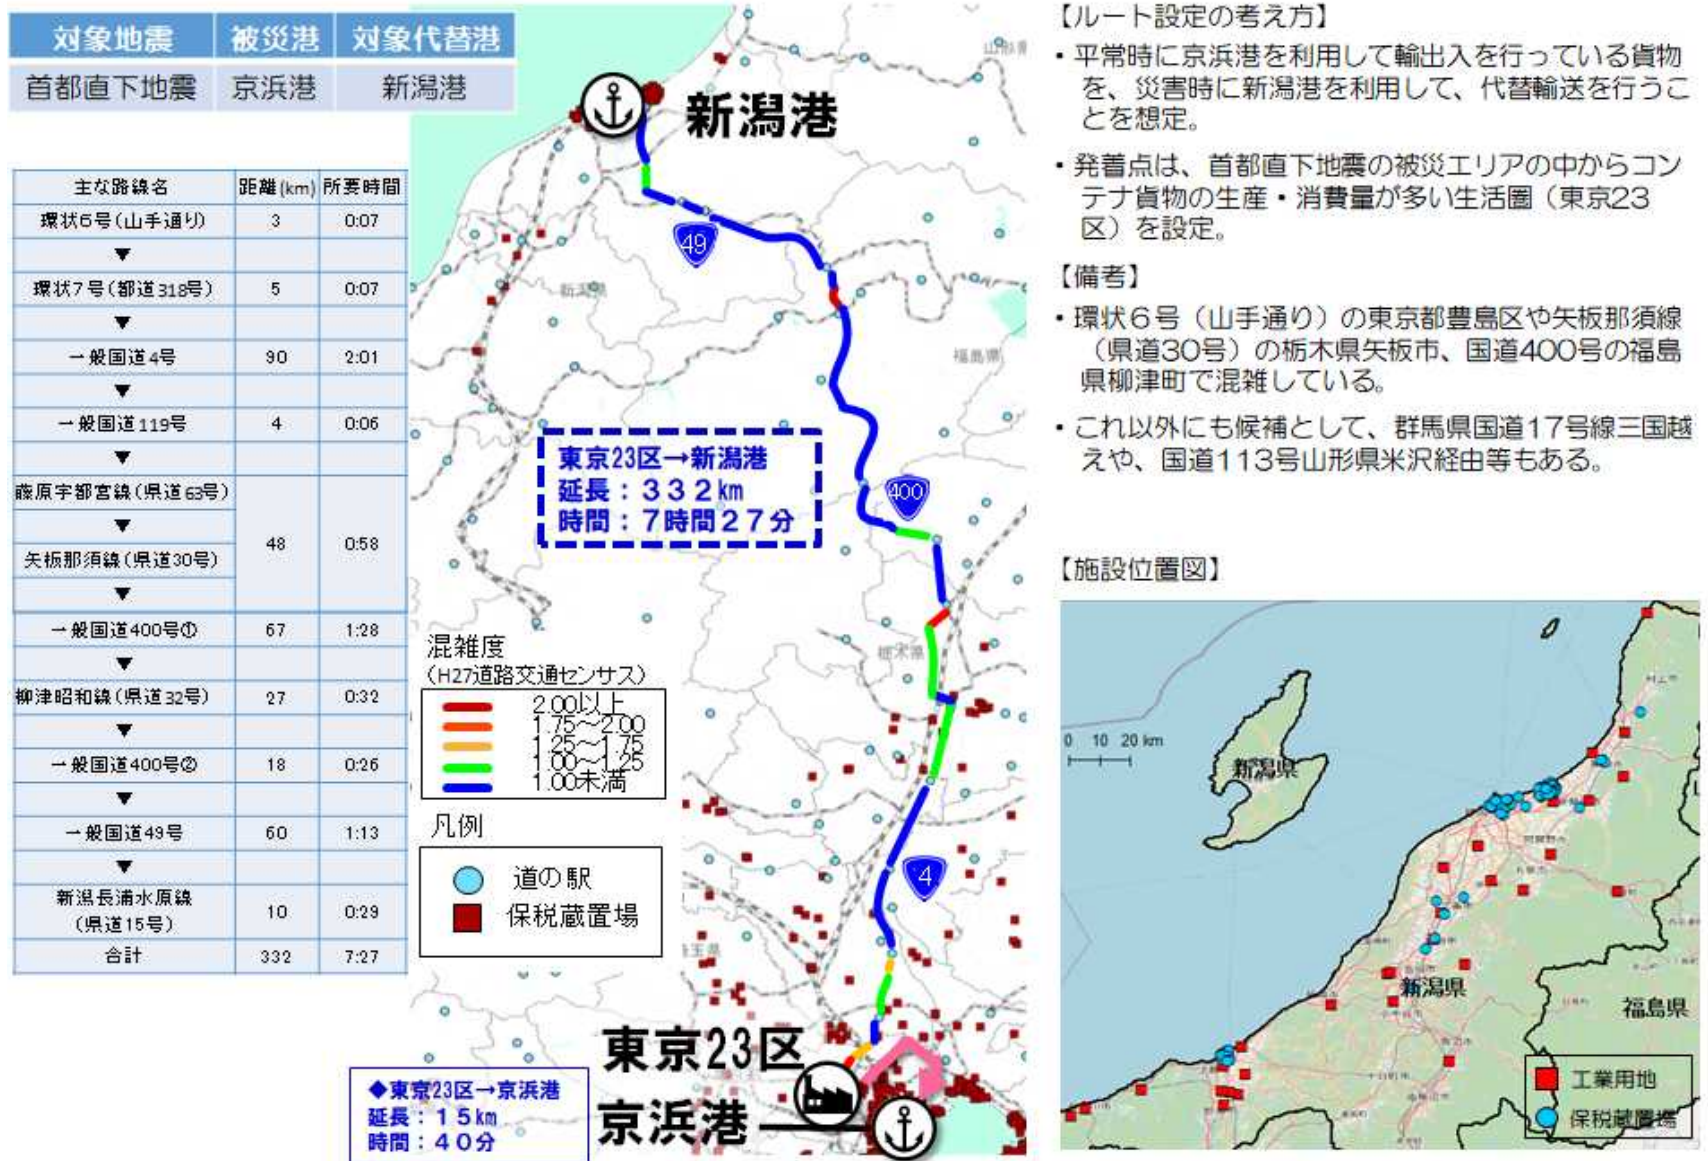 対象地震 被災港 対象代替港
首都直下地震 京浜港 新潟港
主な路線名 距離(km) 所要時間
環状6号(山手通り) 3 0:07
▼
環状7号(都道318号) 5 0:07
▼
一般国道4号 90 2:01
▼
一般国道119号 4 0:06
▼
藤原宇都宮線(県道63号)
▼
48 0:58
矢板那須線(県道30号)
▼
一般国道400号① 67 1:28
▼
柳津昭和線(県道32号) 27 0:32
▼
一般国道400号② 18 0:26
▼
一般国道49号 60 1:13
▼
新潟長浦水原線
(県道15号) 10 0:29
合計 332 7:27
新潟港
山形県
49
新潟県
福島県
東京23区→新潟港
延長：332km
時間：7時間27分
400
栃木県
混雑度
(H27道路交通センサス)
2.00以上
1.75～2.00
1.25～1.75
1.00～1.25
1.00未満
凡例
道の駅
保税蔵置場
4
埼玉県
東京23区
京浜港
◆東京23区→京浜港
延長：15km
時間：40分
【ルート設定の考え方】
・平常時に京浜港を利用して輸出入を行っている貨物
を、災害時に新潟港を利用して、代替輸送を行うこ
とを想定。
・発着点は、首都直下地震の被災エリアの中からコン
テナ貨物の生産・消費量が多い生活圏（東京23
区）を設定。
【備考】
・環状6号（山手通り）の東京都豊島区や矢板那須線
（県道30号）の栃木県矢板市、国道400号の福島
県柳津町で混雑している。
・これ以外にも候補として、群馬県国道17号線三国越
えや、国道113号山形県米沢経由等もある。
【施設位置図】
村上市
0 10 20 km
新潟県
新潟県
福島県
工業用地
保税蔵置場